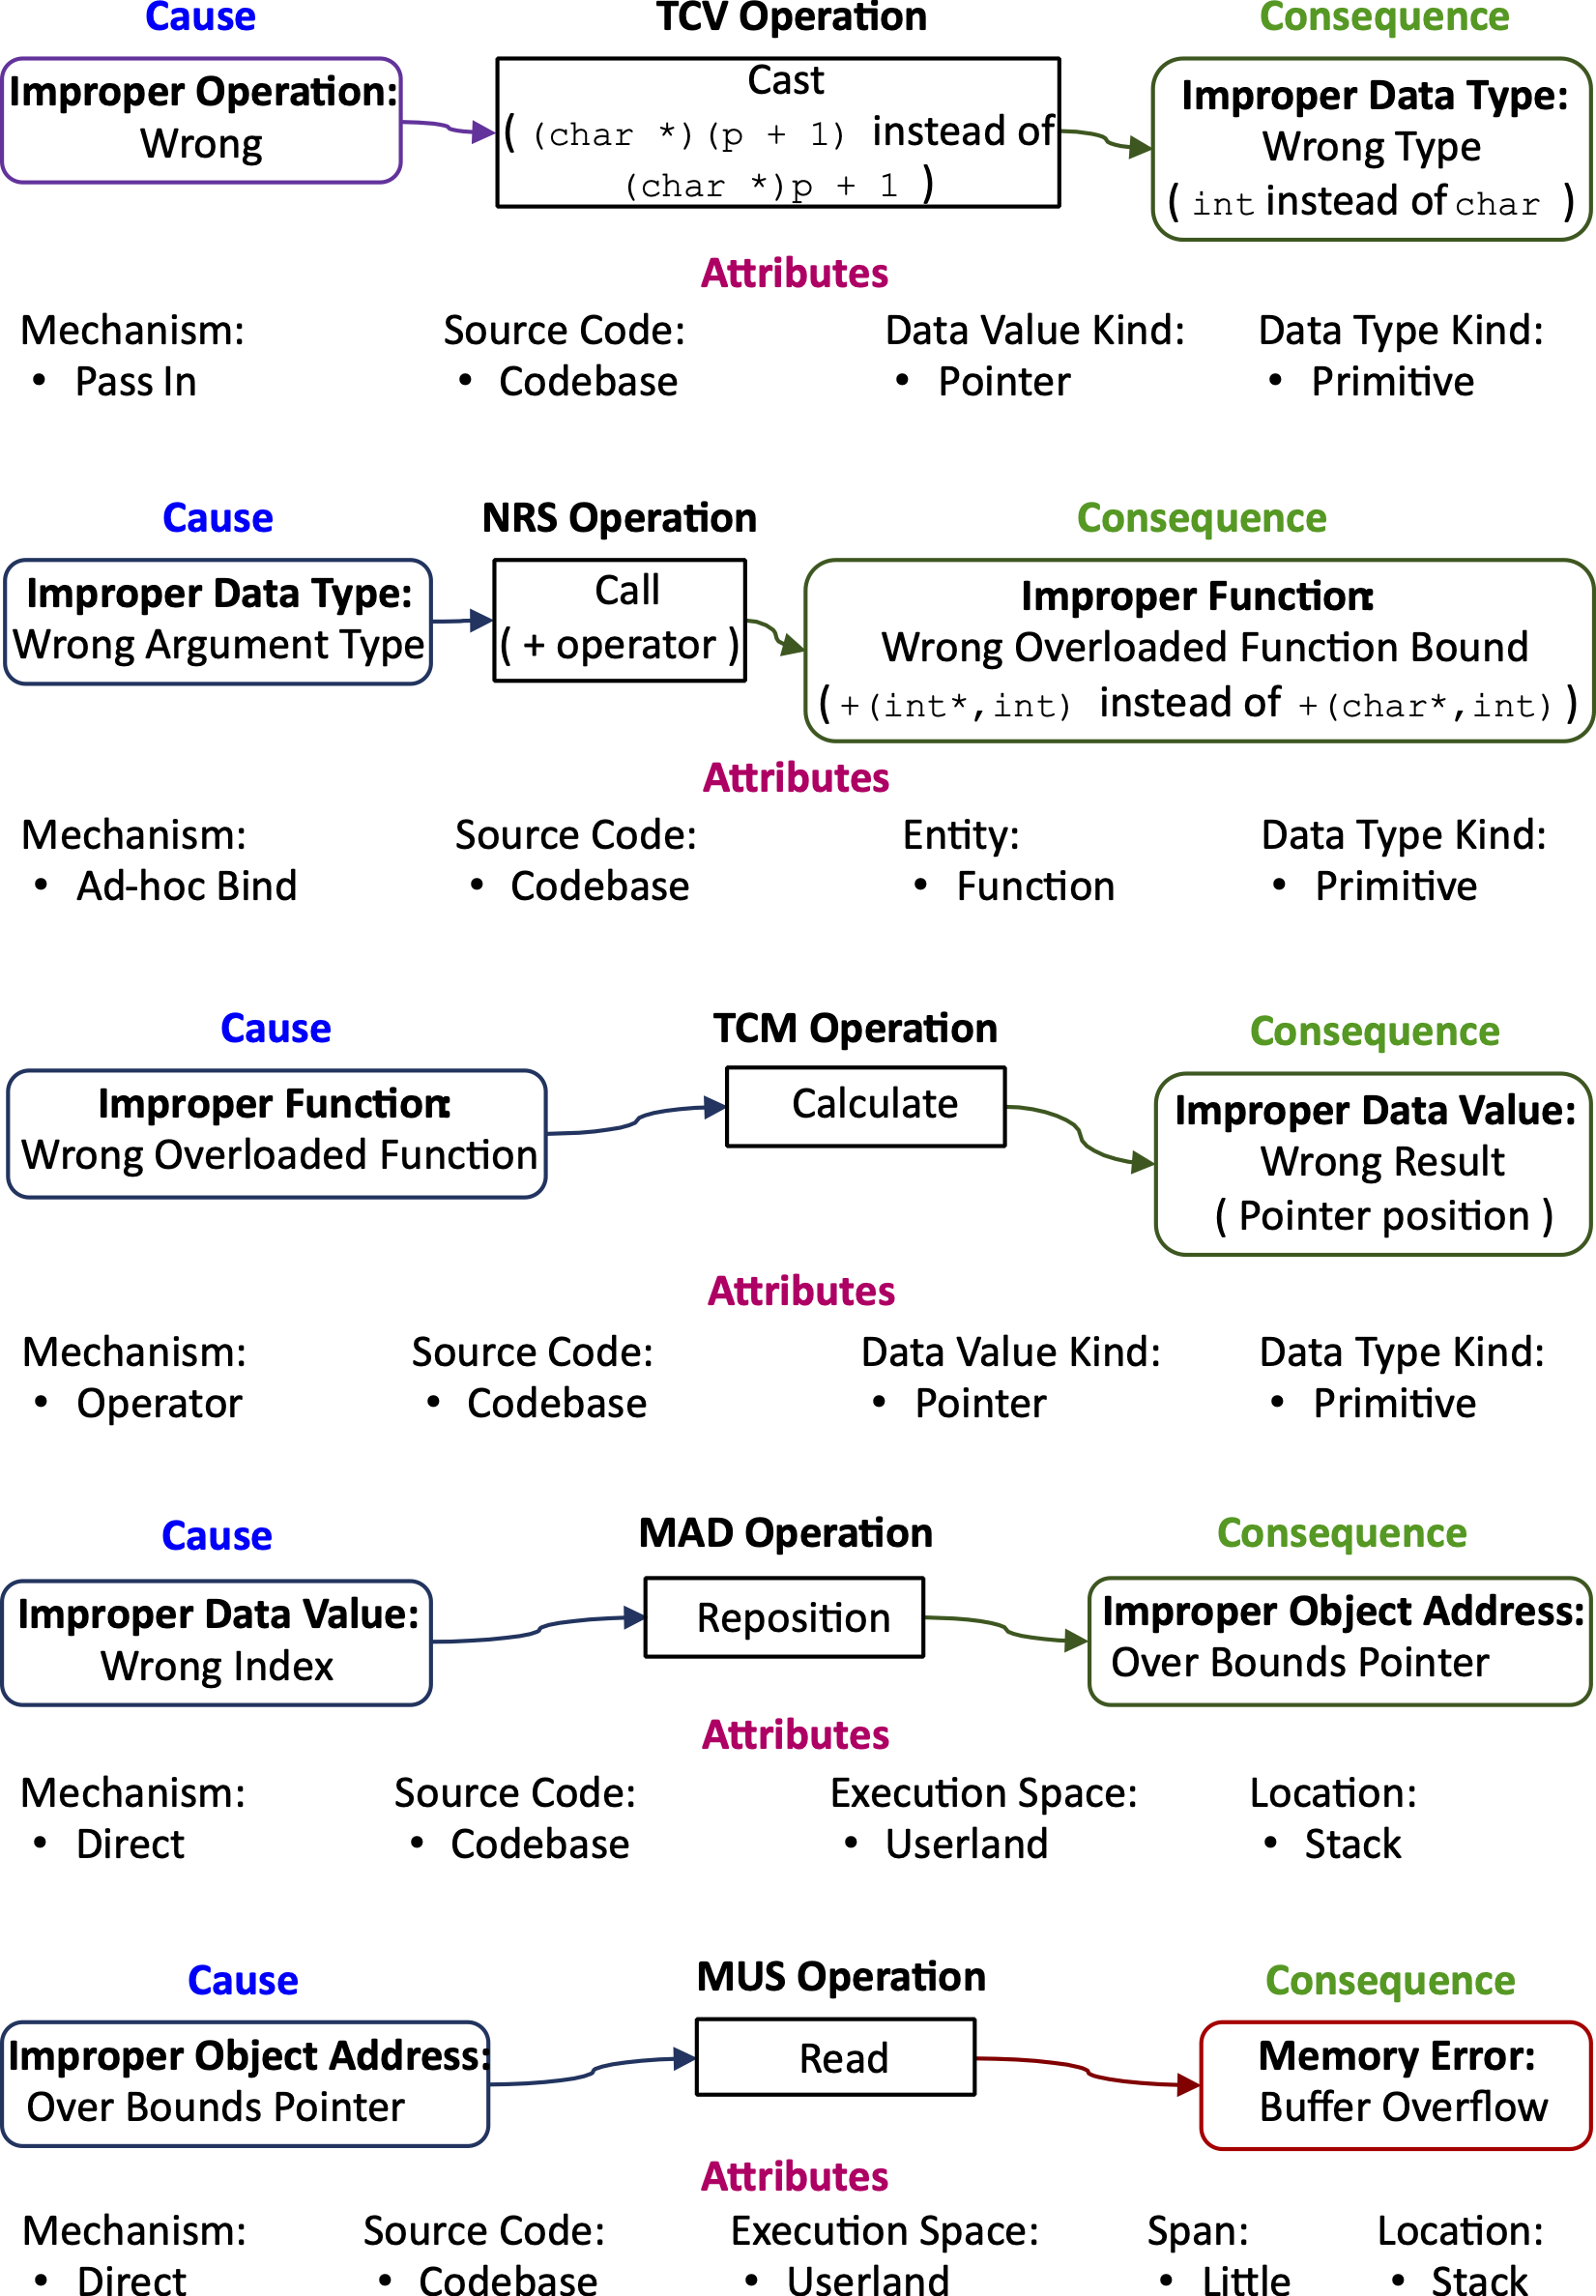 Cause
TCV Operation
Consequence
Improper Operation:
Wrong
Cast
( (char *)(p + 1) instead of
(char *)p + 1 )
Improper Data Type:
Wrong Type
( int instead of char )
Attributes
Mechanism:
• Pass In
Source Code:
• Codebase
Data Value Kind:
• Pointer
Data Type Kind:
• Primitive
Cause
NRS Operation
Consequence
Improper Data Type:
Wrong Argument Type
Call
( + operator )
Improper Function:
Wrong Overloaded Function Bound
( +(int*,int) instead of +(char*,int) )
Attributes
Mechanism:
• Ad-hoc Bind
Source Code:
• Codebase
Entity:
• Function
Data Type Kind:
• Primitive
Cause
TCM Operation
Consequence
Improper Function:
Wrong Overloaded Function
Calculate
Improper Data Value:
Wrong Result
( Pointer position )
Attributes
Mechanism:
• Operator
Source Code:
• Codebase
Data Value Kind:
• Pointer
Data Type Kind:
• Primitive
Cause
MAD Operation
Consequence
Improper Data Value:
Wrong Index
Reposition
Improper Object Address:
Over Bounds Pointer
Attributes
Mechanism:
• Direct
Source Code:
• Codebase
Execution Space:
• Userland
Location:
• Stack
Cause
MUS Operation
Consequence
Improper Object Address:
Over Bounds Pointer
Read
Memory Error:
Buffer Overflow
Attributes
Mechanism:
• Direct
Source Code:
• Codebase
Execution Space:
• Userland
Span:
• Little
Location:
• Stack